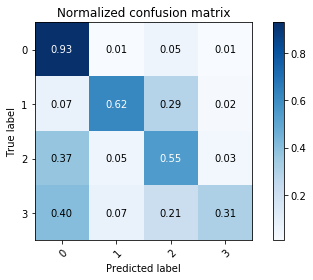 Normalized confusion matrix
True label
0 0.93 0.01 0.05 0.01
1 0.07 0.62 0.29 0.02
2 0.37 0.05 0.55 0.03
3 0.40 0.07 0.21 0.31
0 1 2 3
Predicted label
0.8
0.6
0.4
0.2